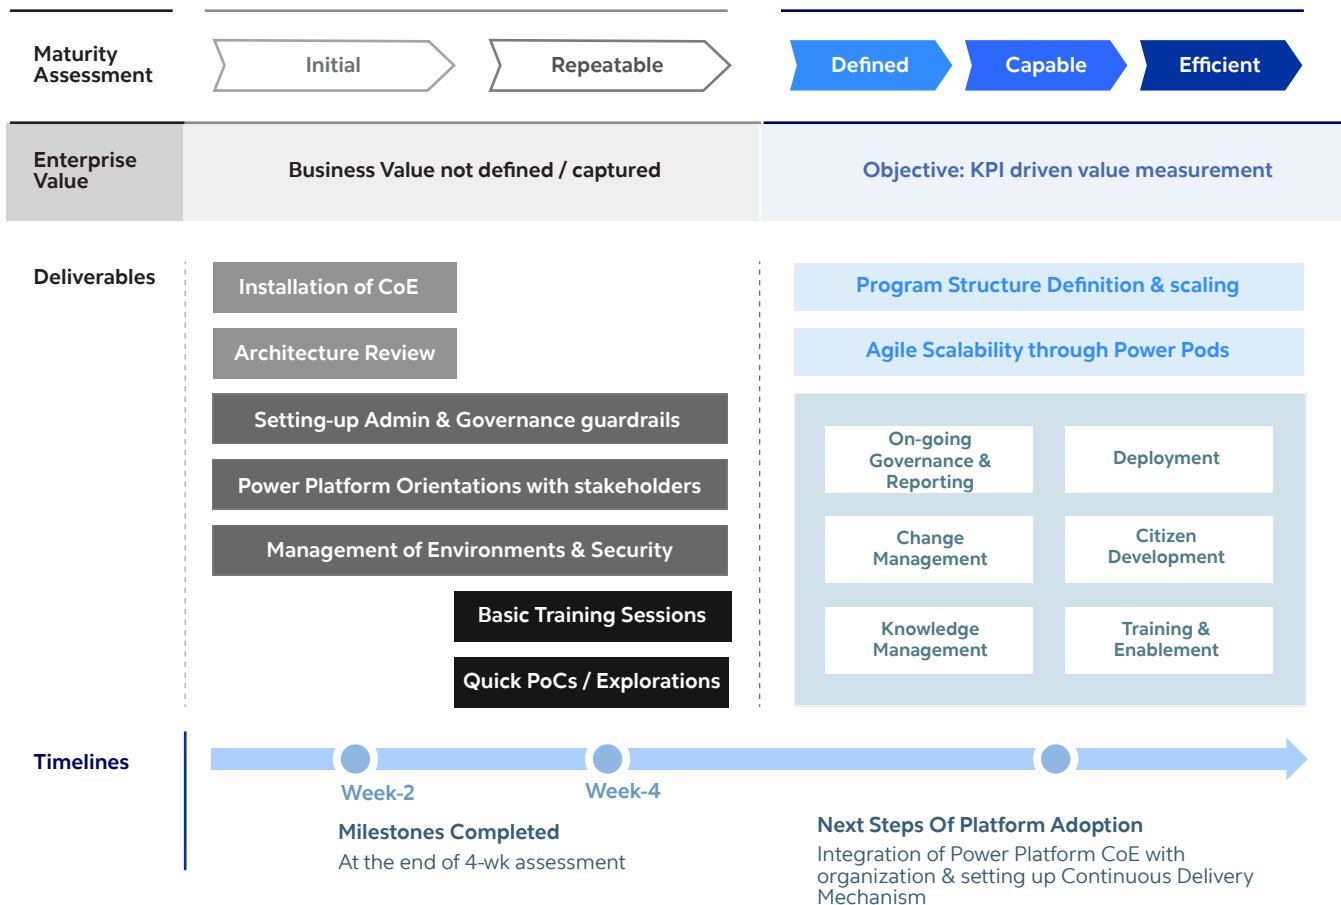 Maturity
Assessment
Initial
Repeatable
Defined
Capable
Efficient
Enterprise
Value
Business Value not defined / captured
Objective: KPI driven value measurement
Deliverables
Installation of CoE
Architecture Review
Setting-up Admin & Governance guardrails
Power Platform Orientations with stakeholders
Management of Environments & Security
Basic Training Sessions
Quick PoCs / Explorations
Program Structure Definition & scaling
Agile Scalability through Power Pods
On-going
Governance &
Reporting
Deployment
Change
Management
Citizen
Development
Knowledge
Management
Training &
Enablement
Timelines
Week-2
Week-4
Milestones Completed
At the end of 4-wk assessment
Next Steps Of Platform Adoption
Integration of Power Platform CoE with
organization & setting up Continuous Delivery
Mechanism